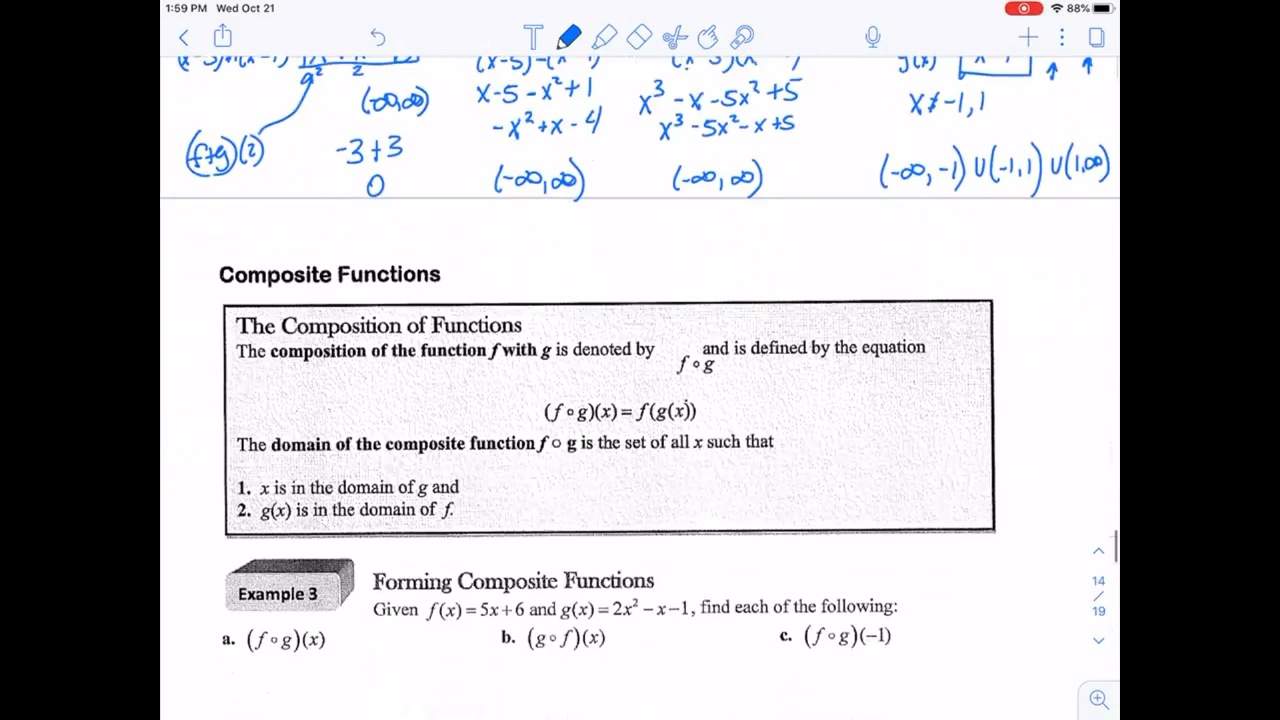 1:59 PM Wed Oct 21
88%
(-∞,∞)
x-5-x²+1
-x²+x-4
(-∞,∞)
x³-x-5x²+5
x³-5x²-x+5
(-∞,∞)
x≠-1,1
(-∞,-1)∪(-1,1)∪(1,∞)
(f+g)(2)
-3+3
0
Composite Functions
The Composition of Functions
The composition of the function f with g is denoted by f∘g and is defined by the equation
(f∘g)(x)=f(g(x))
The domain of the composite function f∘g is the set of all x such that
1. x is in the domain of g and
2. g(x) is in the domain of f.
Example 3
Forming Composite Functions
Given f(x)=5x+6 and g(x)=2x²-x-1, find each of the following:
a. (f∘g)(x) b. (g∘f)(x) c. (f∘g)(-1)
14
/
19